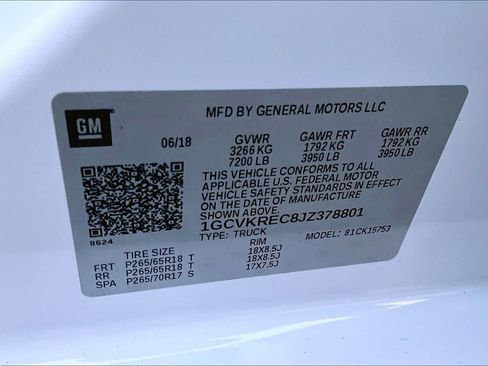 GM
MFD BY GENERAL MOTORS LLC
06/18 GVWR GAWR FRT GAWR RR
3266 KG 1792 KG 1792 KG
7200 LB 3950 LB 3950 LB
THIS VEHICLE CONFORMS TO ALL
APPLICABLE U.S. FEDERAL MOTOR
VEHICLE SAFETY STANDARDS IN EFFECT
ON THE DATE OF MANUFACTURE
1GCVKREC8JZ378801
8624
TYPE: TRUCK MODEL: 81CK15753
TIRE SIZE RIM
FRT P265/65R18 T 18X8.5J
RR P265/65R18 T 18X8.5J
SPA P265/70R17 S 17X7.5J